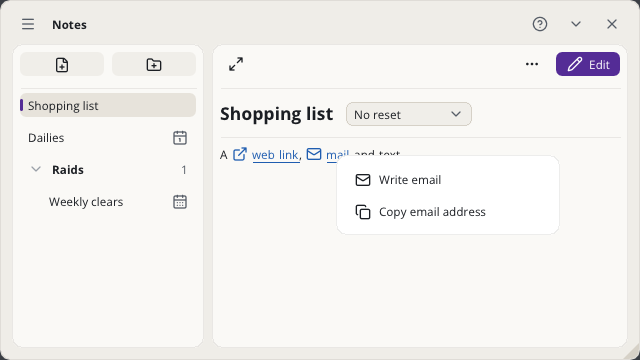 Notes
Edit
Shopping list
Dailies
Raids 1
Weekly clears
Shopping list No reset
A web link, mail and text
Write email
Copy email address